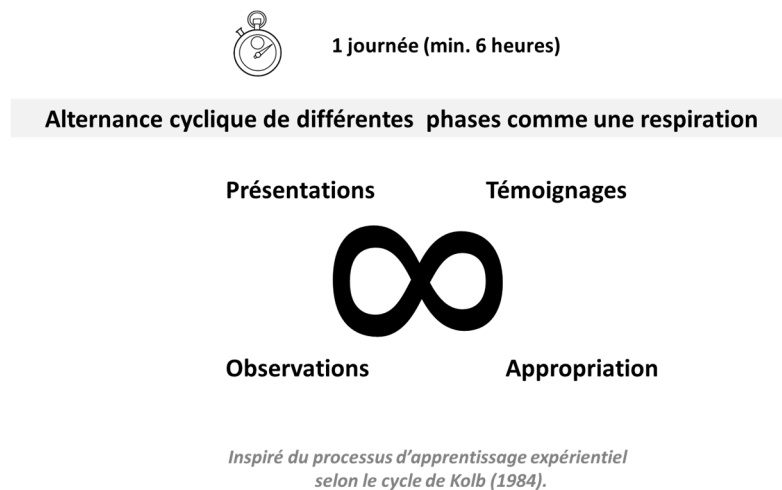 1 journée (min. 6 heures)
Alternance cyclique de différentes phases comme une respiration
Présentations Témoignages
Observations Appropriation
Inspiré du processus d'apprentissage expérientiel
selon le cycle de Kolb (1984).